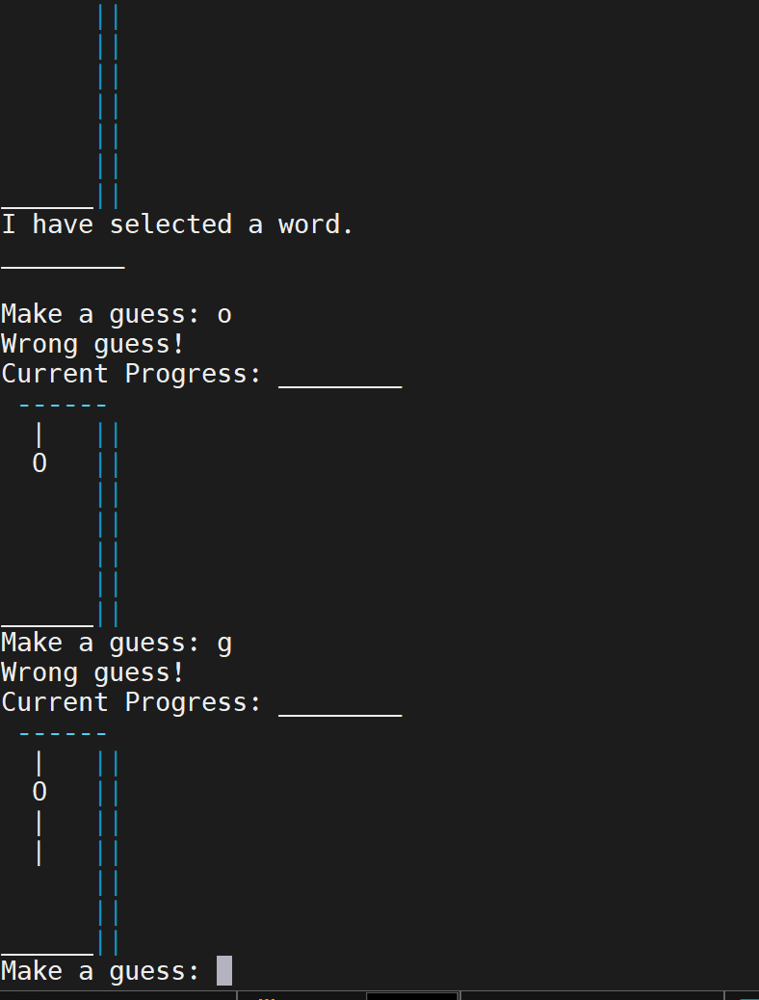 ||
      ||
      ||
      ||
      ||
      ||
______||
I have selected a word.
________
Make a guess: o
Wrong guess!
Current Progress: ________
 ------
  |   ||
  O   ||
      ||
      ||
      ||
      ||
______||
Make a guess: g
Wrong guess!
Current Progress: ________
 ------
  |   ||
  O   ||
  |   ||
  |   ||
      ||
      ||
______||
Make a guess: